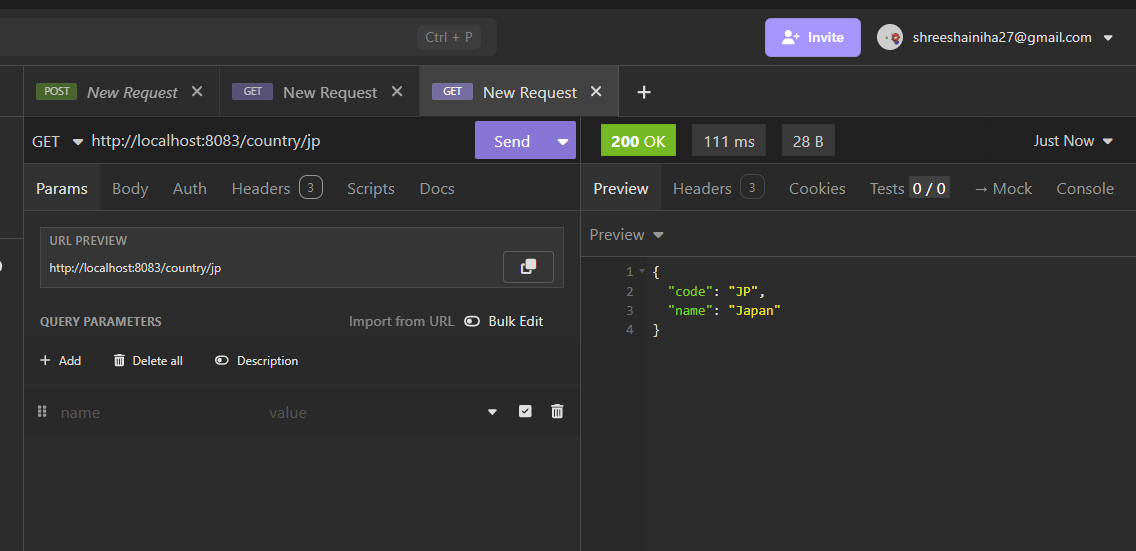 Ctrl + P
Invite
shreeshainiha27@gmail.com
POST New Request
GET New Request
GET New Request
GET http://localhost:8083/country/jp
Send
200 OK
111 ms
28 B
Just Now
Params Body Auth Headers 3 Scripts Docs
Preview Headers 3 Cookies Tests 0 / 0 → Mock Console
URL PREVIEW
http://localhost:8083/country/jp
QUERY PARAMETERS
Import from URL
Bulk Edit
+ Add
Delete all
Description
name
value
Preview
1 {
2 "code": "JP",
3 "name": "Japan"
4 }